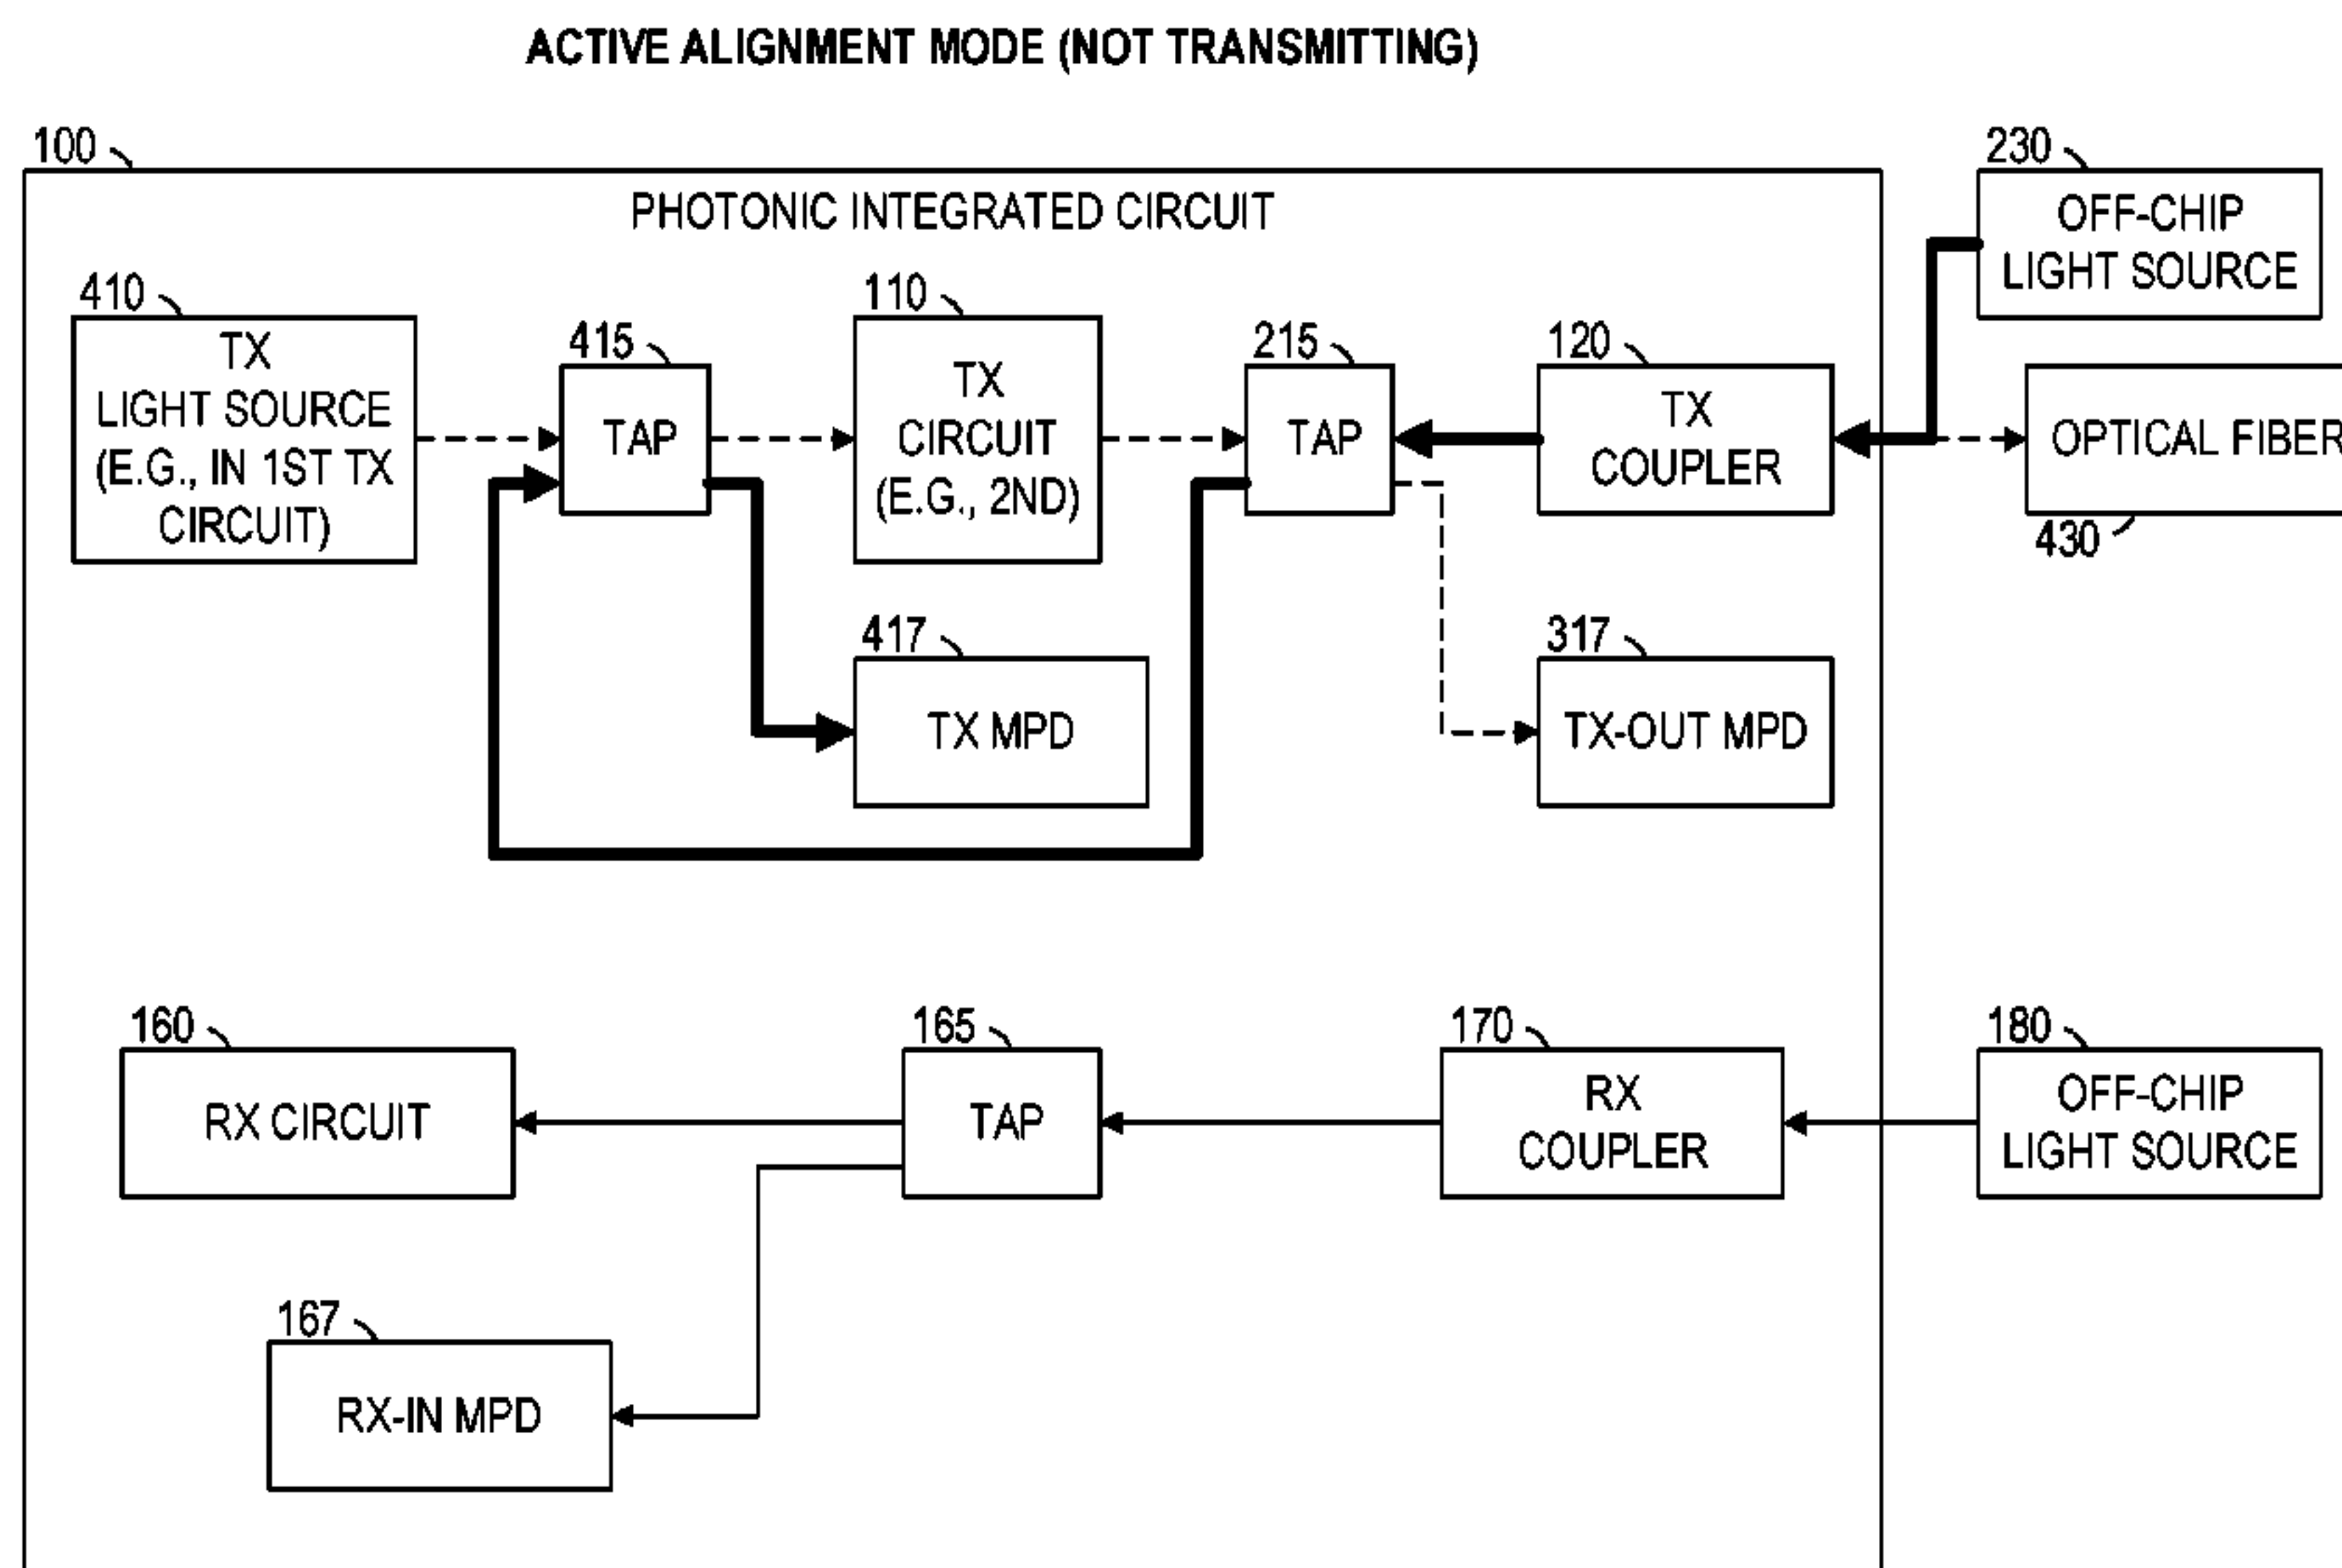 ACTIVE ALIGNMENT MODE (NOT TRANSMITTING)
100
230
PHOTONIC INTEGRATED CIRCUIT
OFF-CHIP
LIGHT SOURCE
410
110
TX
LIGHT SOURCE
(E.G., IN 1ST TX
CIRCUIT)
415
TAP
TX
CIRCUIT
(E.G., 2ND)
215
TAP
120
TX
COUPLER
OPTICAL FIBER
430
417
TX MPD
317
TX-OUT MPD
160
RX CIRCUIT
165
TAP
170
RX
COUPLER
180
OFF-CHIP
LIGHT SOURCE
167
RX-IN MPD